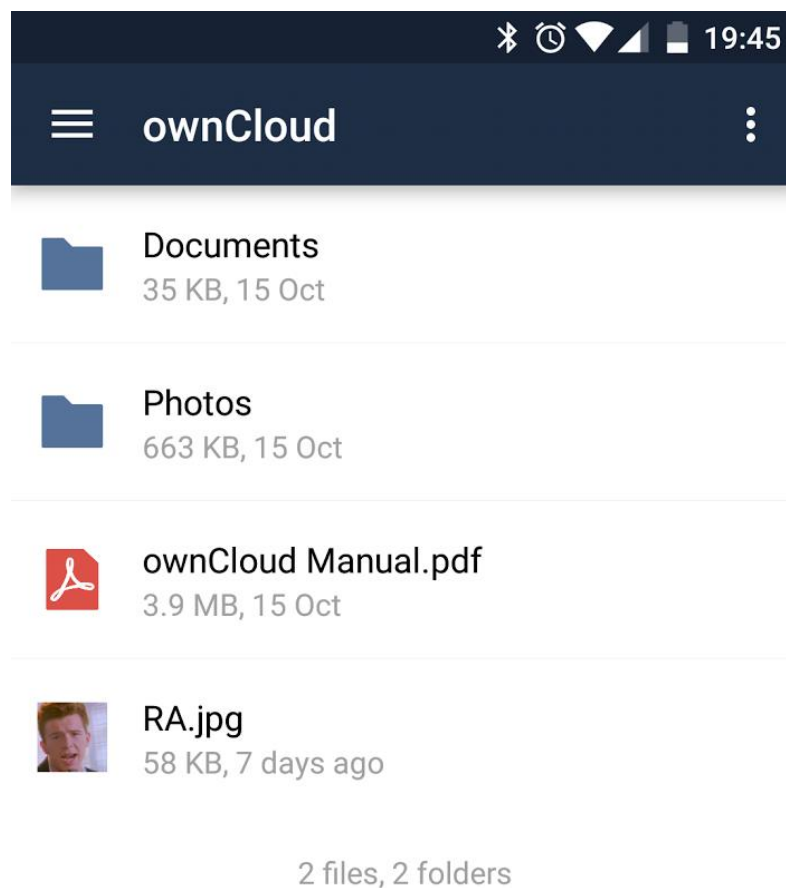 19:45
ownCloud
Documents
35 KB, 15 Oct
Photos
663 KB, 15 Oct
ownCloud Manual.pdf
3.9 MB, 15 Oct
RA.jpg
58 KB, 7 days ago
2 files, 2 folders